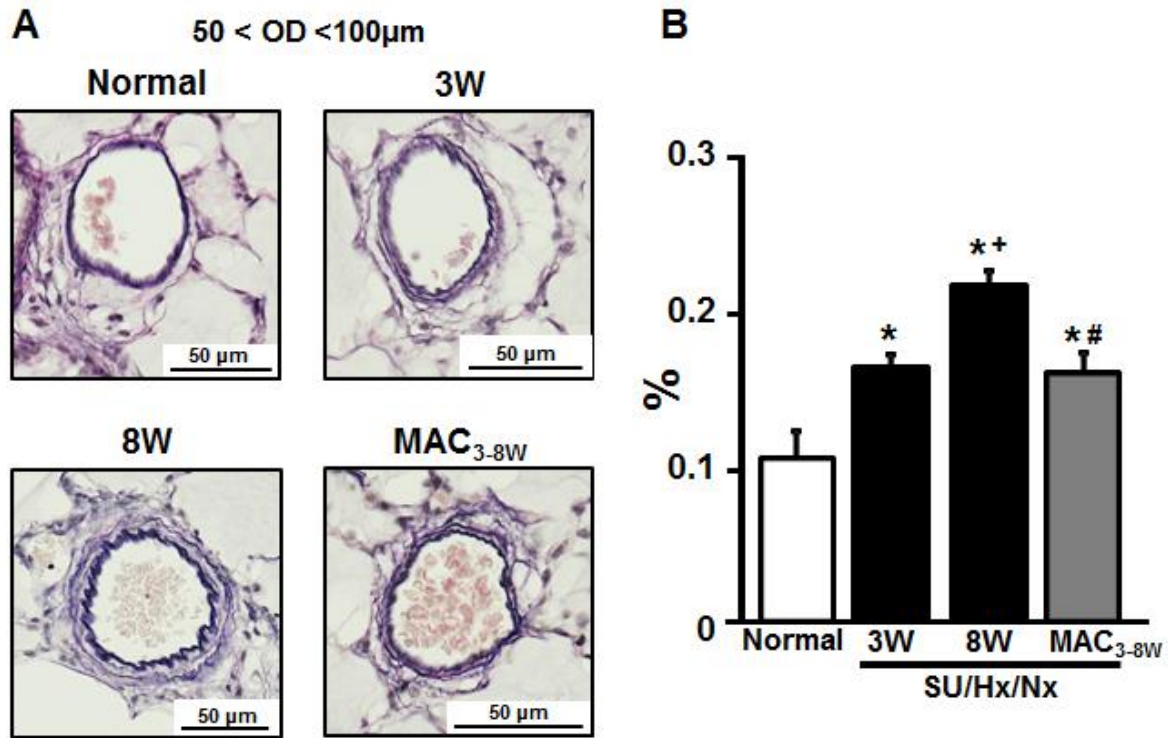 A
50 < OD <100µm
Normal
3W
50 µm
50 µm
8W
MAC3-8W
50 µm
50 µm
B
%
0.3
0.2
0.1
0
*
*+
*#
Normal
3W
8W
MAC3-8W
SU/Hx/Nx